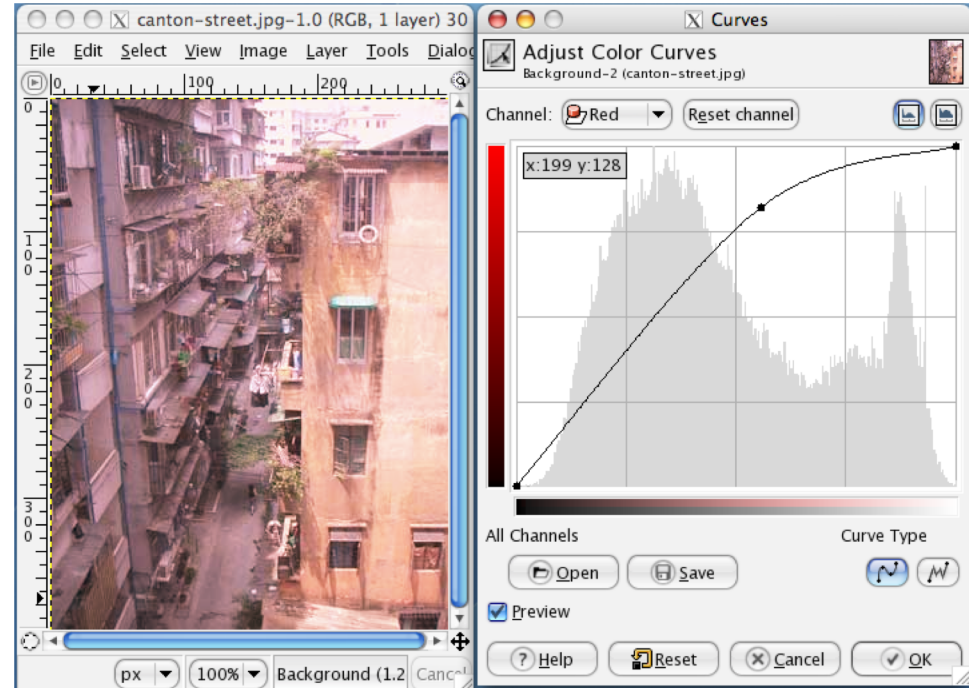 canton-street.jpg-1.0 (RGB, 1 layer) 30
File Edit Select View Image Layer Tools Dialog
0 100 200
0
100
200
300
px 100% Background (1.2 Cancel
Curves
Adjust Color Curves
Background-2 (canton-street.jpg)
Channel: Red Reset channel
x:199 y:128
All Channels Curve Type
Open Save
Preview
Help Reset Cancel OK